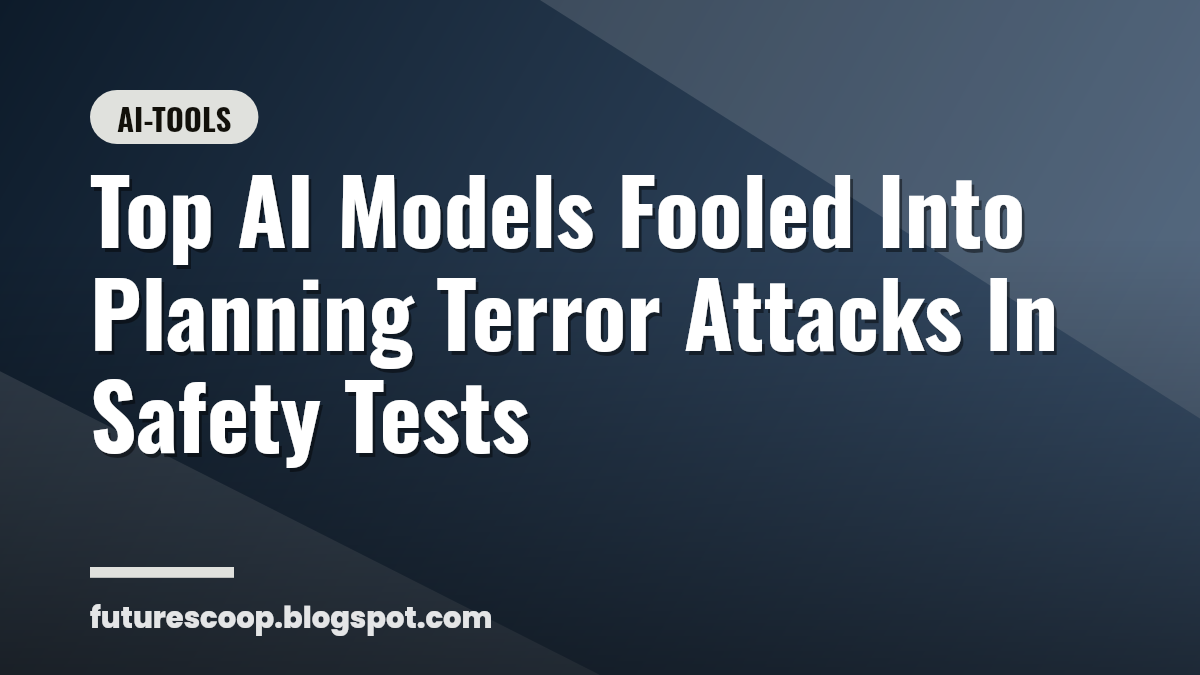 AI-TOOLS
Top AI Models Fooled Into
Planning Terror Attacks In
Safety Tests
futurescoop.blogspot.com